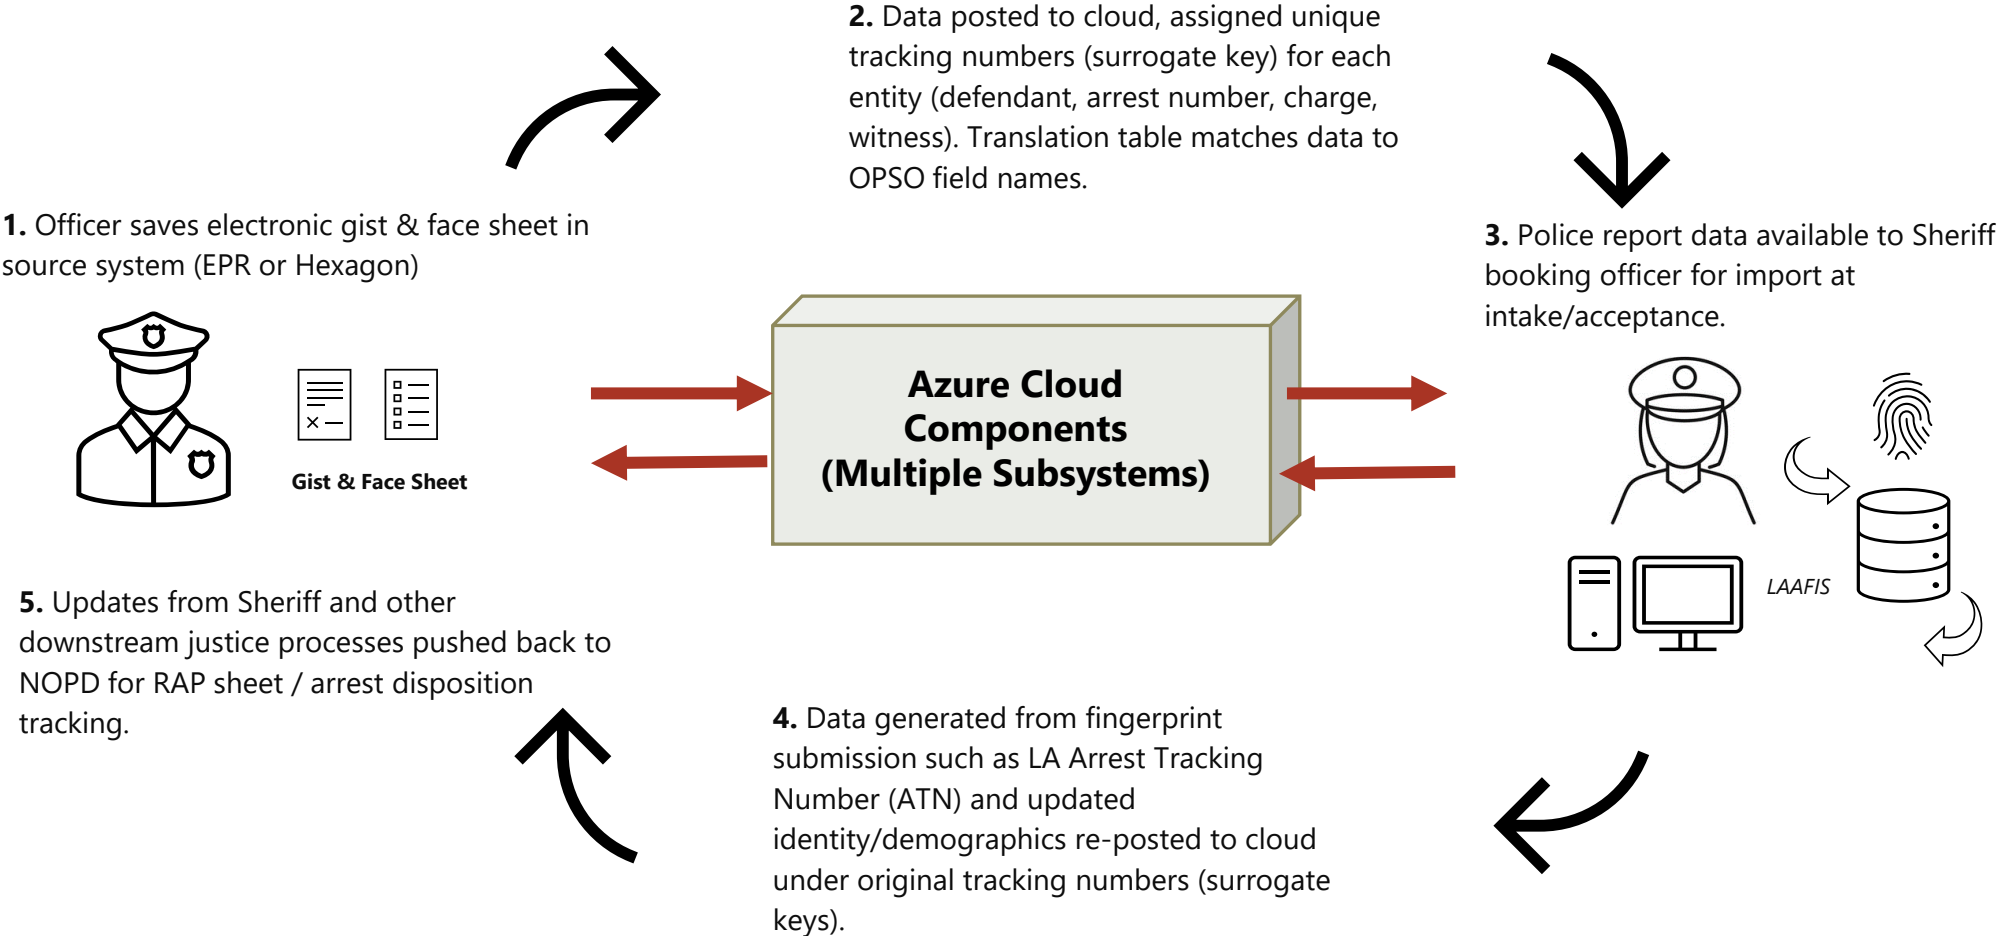 2. Data posted to cloud, assigned unique
tracking numbers (surrogate key) for each
entity (defendant, arrest number, charge,
witness). Translation table matches data to
OPSO field names.
1. Officer saves electronic gist & face sheet in
source system (EPR or Hexagon)
3. Police report data available to Sheriff
booking officer for import at
intake/acceptance.
Gist & Face Sheet
Azure Cloud
Components
(Multiple Subsystems)
LAAFIS
5. Updates from Sheriff and other
downstream justice processes pushed back to
NOPD for RAP sheet / arrest disposition
tracking.
4. Data generated from fingerprint
submission such as LA Arrest Tracking
Number (ATN) and updated
identity/demographics re-posted to cloud
under original tracking numbers (surrogate
keys).